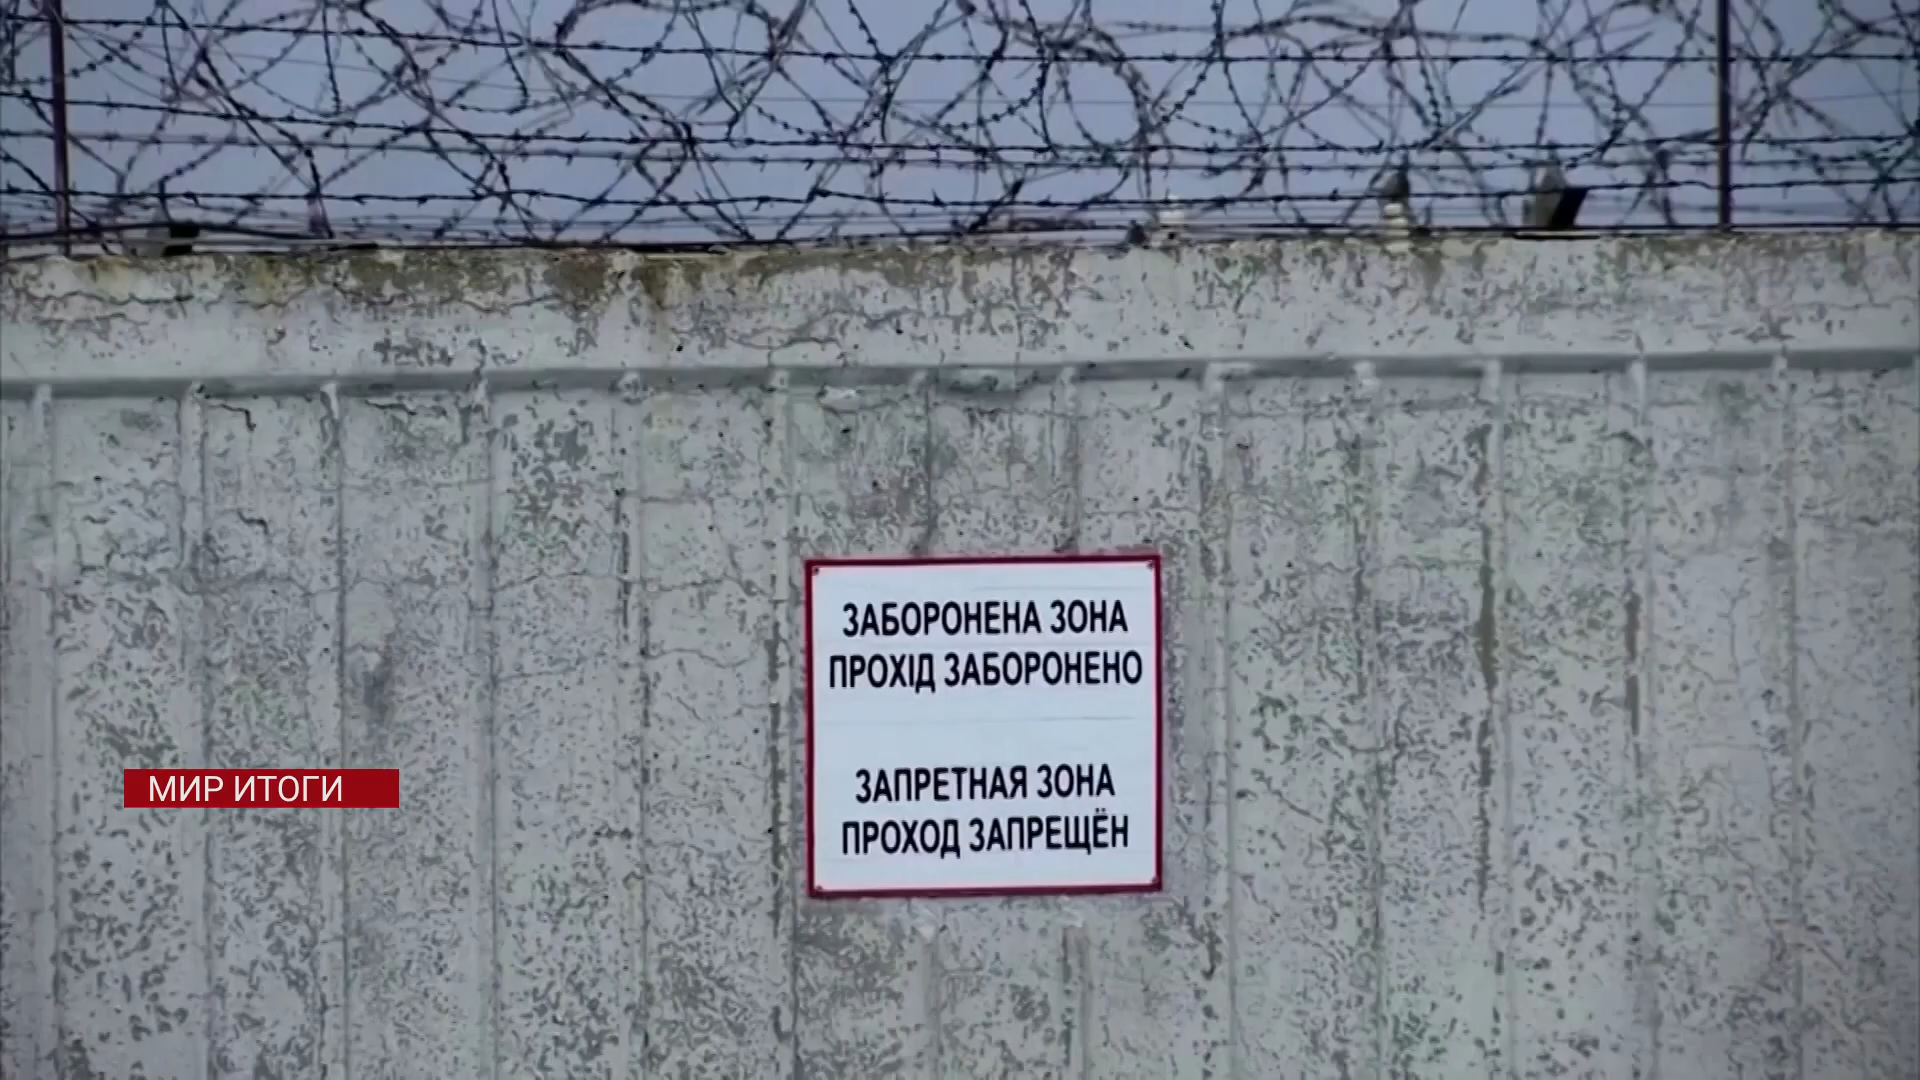 ЗАБОРОНЕНА ЗОНА
ПРОХІД ЗАБОРОНЕНО
ЗАПРЕТНАЯ ЗОНА
ПРОХОД ЗАПРЕЩЁН
МИР ИТОГИ